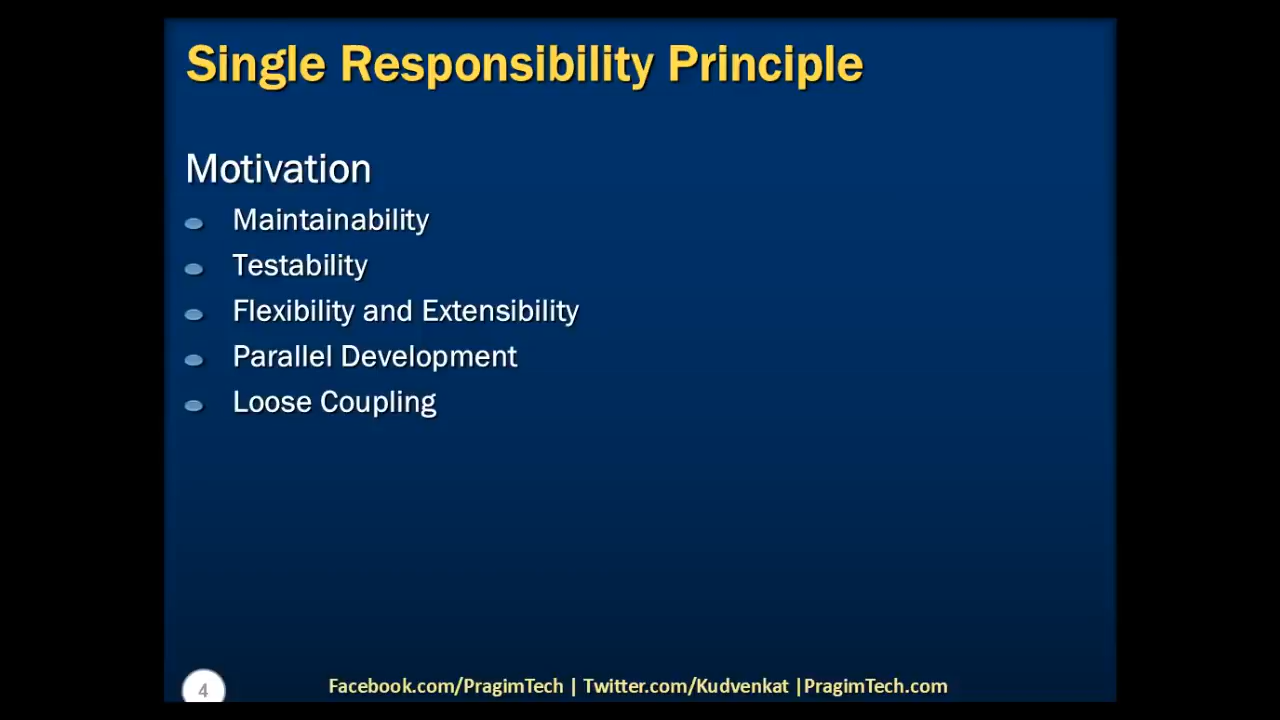 Single Responsibility Principle
Motivation
Maintainability
Testability
Flexibility and Extensibility
Parallel Development
Loose Coupling
4
Facebook.com/PragimTech | Twitter.com/Kudvenkat |PragimTech.com